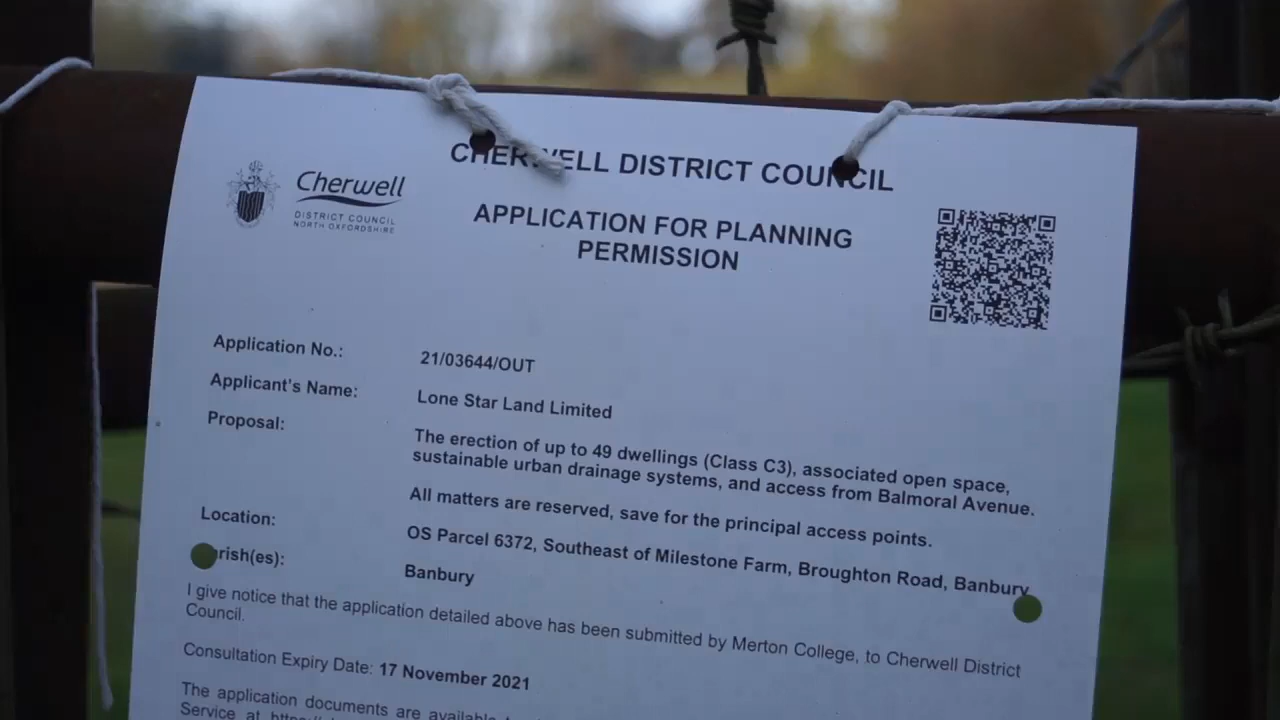 CHERWELL DISTRICT COUNCIL
Cherwell
DISTRICT COUNCIL
NORTH OXFORDSHIRE
APPLICATION FOR PLANNING
PERMISSION
Application No.: 21/03644/OUT
Applicant's Name: Lone Star Land Limited
Proposal: The erection of up to 49 dwellings (Class C3), associated open space,
sustainable urban drainage systems, and access from Balmoral Avenue.
All matters are reserved, save for the principal access points.
Location: OS Parcel 6372, Southeast of Milestone Farm, Broughton Road, Banbury
rish(es): Banbury
I give notice that the application detailed above has been submitted by Merton College, to Cherwell District
Council.
Consultation Expiry Date: 17 November 2021
The application documents are available
Service at